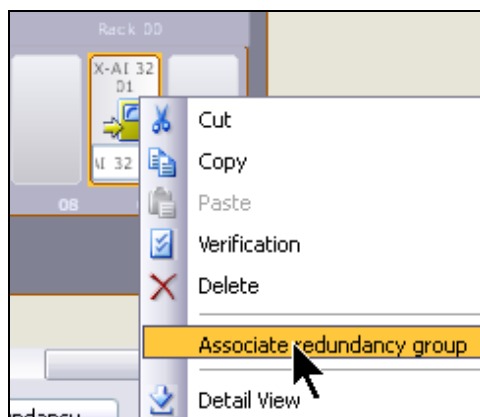 Rack 00
X-AI 32
01
AI 32
08
Cut
Copy
Paste
Verification
Delete
Associate redundancy group
Detail View